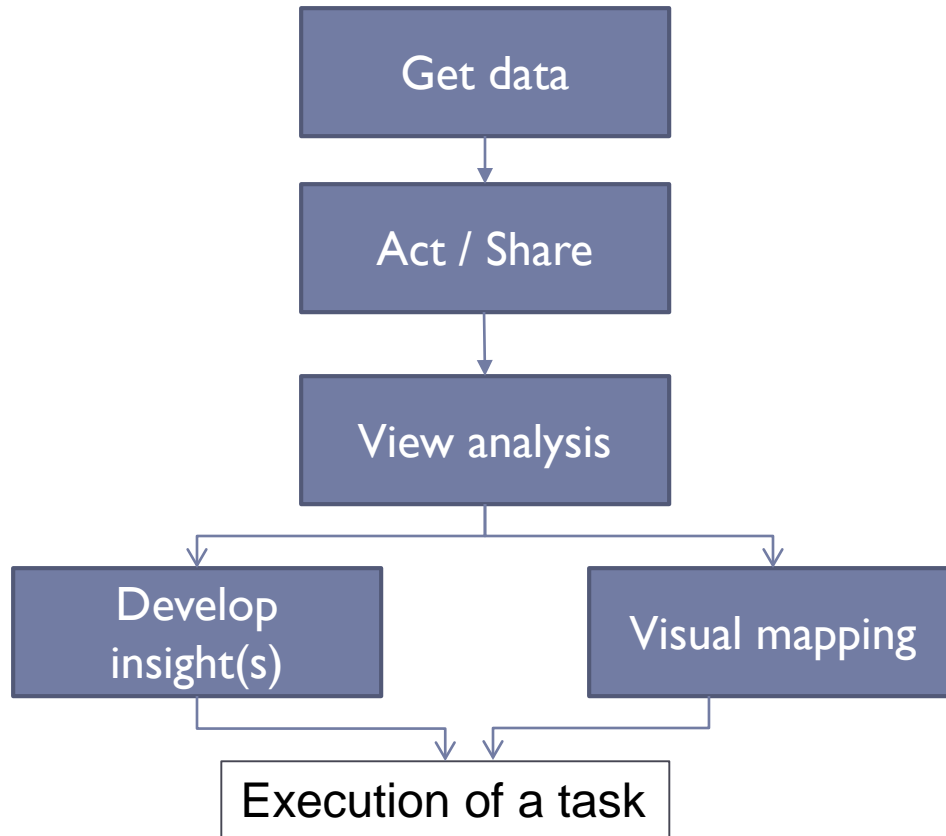 Get data
Act / Share
View analysis
Develop
insight(s)
Visual mapping
Execution of a task